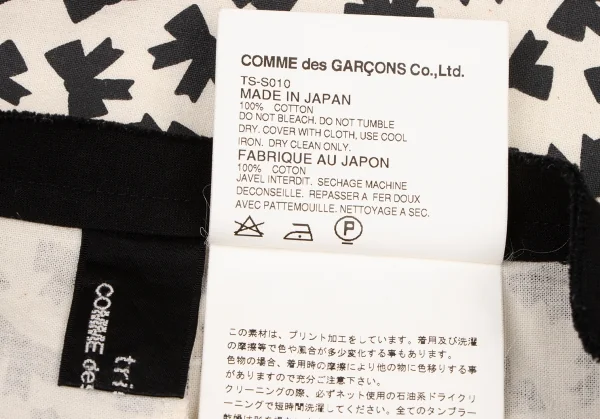 COMME des GARÇONS Co.,Ltd.
TS-S010
MADE IN JAPAN
100% COTTON
DO NOT BLEACH. DO NOT TUMBLE
DRY. COVER WITH CLOTH. USE COOL
IRON. DRY CLEAN ONLY.
FABRIQUE AU JAPON
100% COTON
JAVEL INTERDIT. SECHAGE MACHINE
DECONSEILLE. REPASSER A FER DOUX
AVEC PATTEMOUILLE. NETTOYAGE A SEC.
P
この素材は、プリント加工をしています。着用及び洗濯
の摩擦等で色や風合が多少変化する事もあります。
色物の場合、着用時の摩擦により他の物に色移りする事
がありますので充分ご注意下さい。
クリーニングの際、必ずネット使用の石油系ドライクリ
ーニングで短時間洗濯してください。全てのタンブラー
COMME des
tri